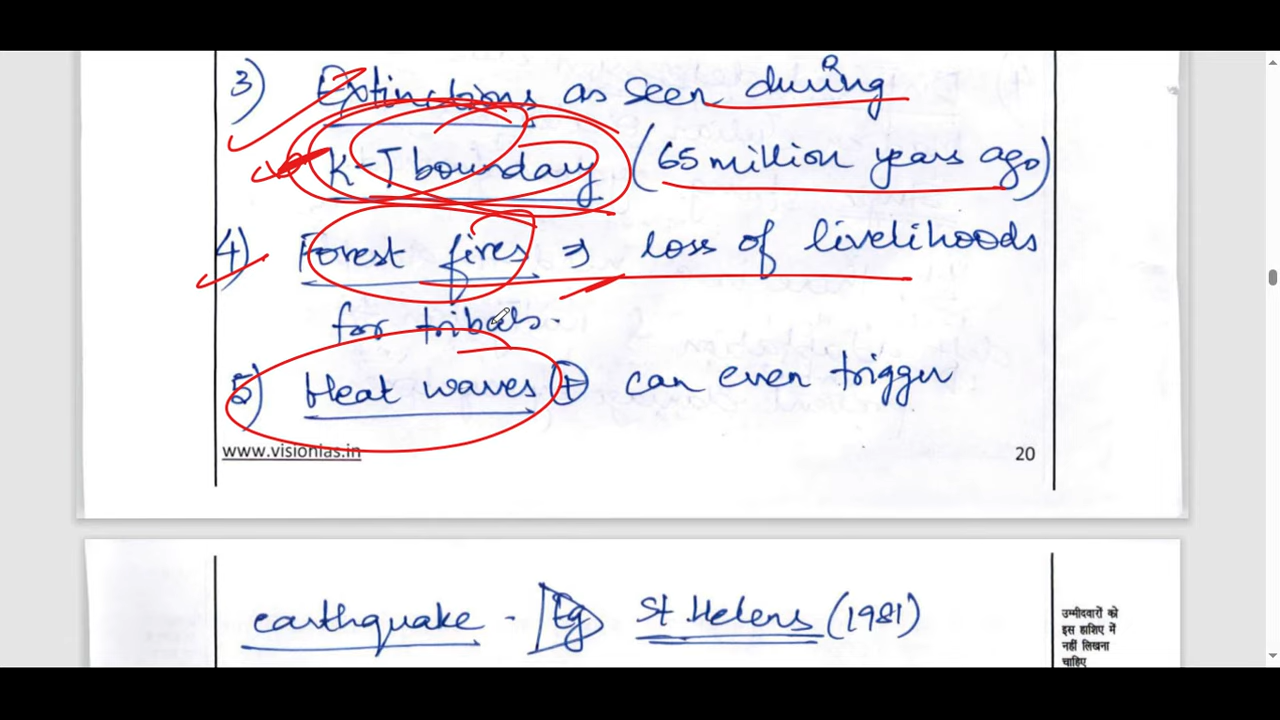 3) Extinctions as seen during
K-T boundary (65 million years ago)
4) Forest fires ⇒ loss of livelihoods
for tribals.
5) Heat waves ⊕ can even trigger
www.visionias.in
20
earthquake - Eg St Helens (1981)
उम्मीदवारों को
इस हाशिए में
नहीं लिखना
चाहिए